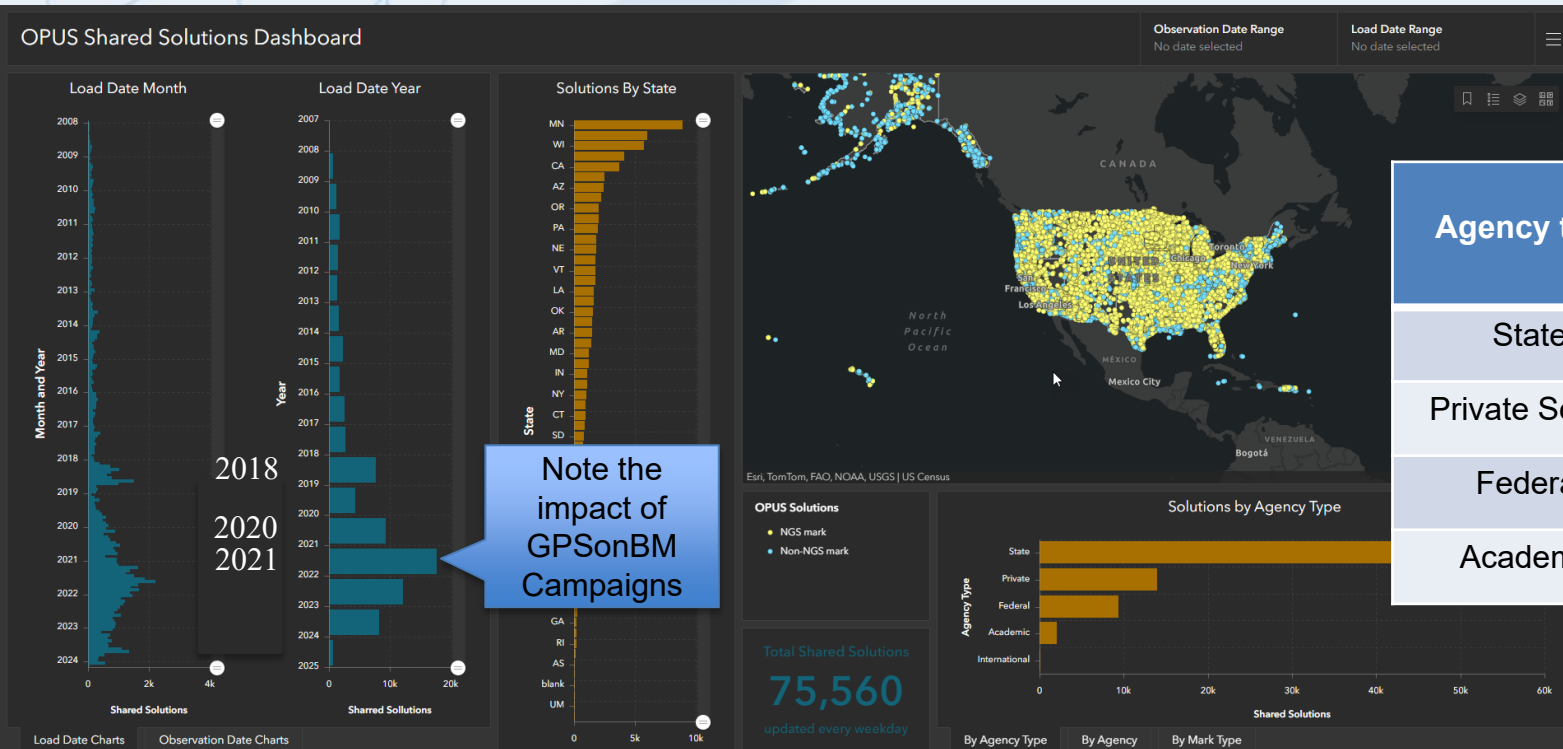 OPUS Shared Solutions Dashboard
Observation Date Range
No date selected
Load Date Range
No date selected
Load Date Month
2008
2009
2010
2011
2012
2013
2014
2015
2016
2017
2018
2019
2020
2021
2022
2023
2024
Month and Year
0 2k 4k
Shared Solutions
2018
2020
2021
Load Date Year
2007
2008
2009
2010
2011
2012
2013
2014
2015
2016
2017
2018
2019
2020
2021
2022
2023
2024
2025
Year
0 10k 20k
Sharred Sollutions
Load Date Charts Observation Date Charts
Solutions By State
MN
WI
CA
AZ
OR
PA
NE
VT
LA
OK
AR
MD
IN
NY
CT
SD
GA
RI
AS
blank
UM
State
0 5k 10k
Note the
impact of
GPSonBM
Campaigns
CANADA
Toronto
Chicago
New York
UNITED
STATES
San
Francisco
Los Angeles
North
Pacific
Ocean
MÉXICO
Mexico City
VENEZUELA
Bogotá
Esri, TomTom, FAO, NOAA, USGS | US Census
OPUS Solutions
NGS mark
Non-NGS mark
Total Shared Solutions
75,560
updated every weekday
Solutions by Agency Type
State
Private
Federal
Academic
International
Agency Type
0 10k 20k 30k 40k 50k 60k
Shared Solutions
By Agency Type By Agency By Mark Type
Agency t
State
Private Se
Federa
Academ